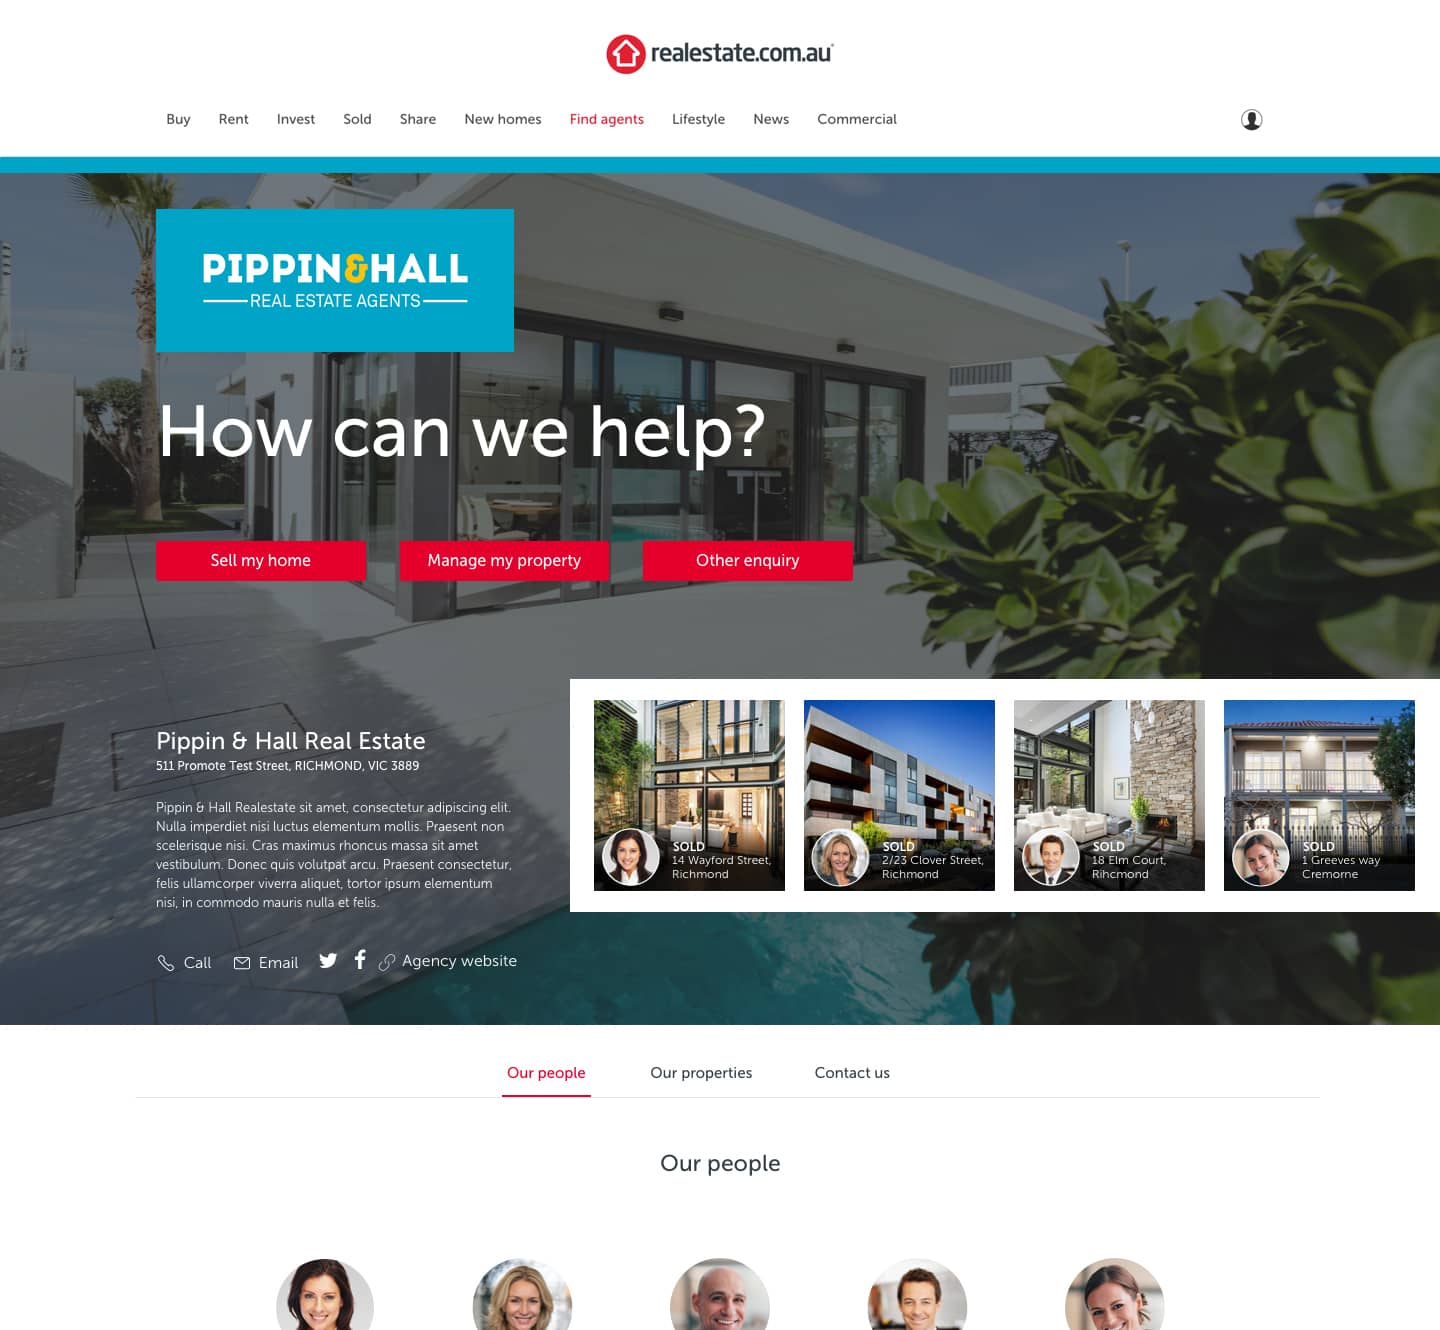 realestate.com.au
Buy Rent Invest Sold Share New homes Find agents Lifestyle News Commercial
PIPPIN&HALL
REAL ESTATE AGENTS
How can we help?
Sell my home Manage my property Other enquiry
Pippin & Hall Real Estate
511 Promote Test Street, RICHMOND, VIC 3889
Pippin & Hall Realestate sit amet, consectetur adipiscing elit.
Nulla imperdiet nisi luctus elementum mollis. Praesent non
scelerisque nisi. Cras maximus rhoncus massa sit amet
vestibulum. Donec quis volutpat arcu. Praesent consectetur,
felis ullamcorper viverra aliquet, tortor ipsum elementum
nisi, in commodo mauris nulla et felis.
Call Email Agency website
SOLD
14 Wayford Street,
Richmond
SOLD
2/23 Clover Street,
Richmond
SOLD
18 Elm Court,
Rihcmond
SOLD
1 Greeves way
Cremorne
Our people Our properties Contact us
Our people